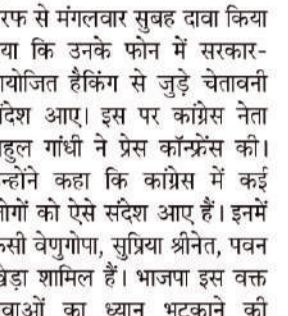 रफ से मंगलवार सुबह दावा किया
या कि उनके फोन में सरकार-
योजित हैकिंग से जुड़े चेतावनी
देश आए। इस पर कांग्रेस नेता
हुल गांधी ने प्रेस कॉन्फ्रेंस की।
न्होंने कहा कि कांग्रेस में कई
ोगों को ऐसे संदेश आए हैं। इनमें
सी वेणुगोपा, सुप्रिया श्रीनेत, पवन
ेड़ा शामिल हैं। भाजपा इस वक्त
वाओं का ध्यान भटकाने की